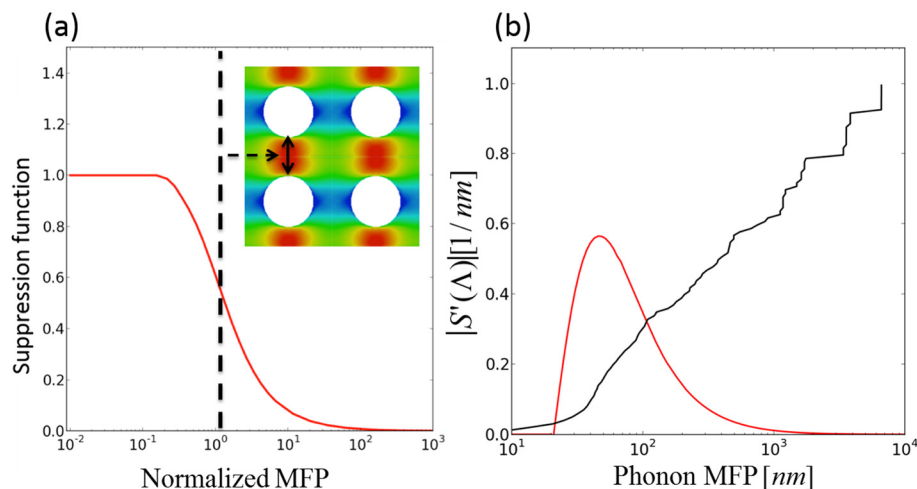 (a)
1.4
1.2
1.0
0.8
0.6
0.4
0.2
0.0
10⁻² 10⁻¹ 10⁰ 10¹ 10² 10³
Suppression function
Normalized MFP
(b)
1.0
0.8
0.6
0.4
0.2
0.0
10¹ 10² 10³ 10⁴
|S'(Λ)|[1/nm]
Phonon MFP [nm]